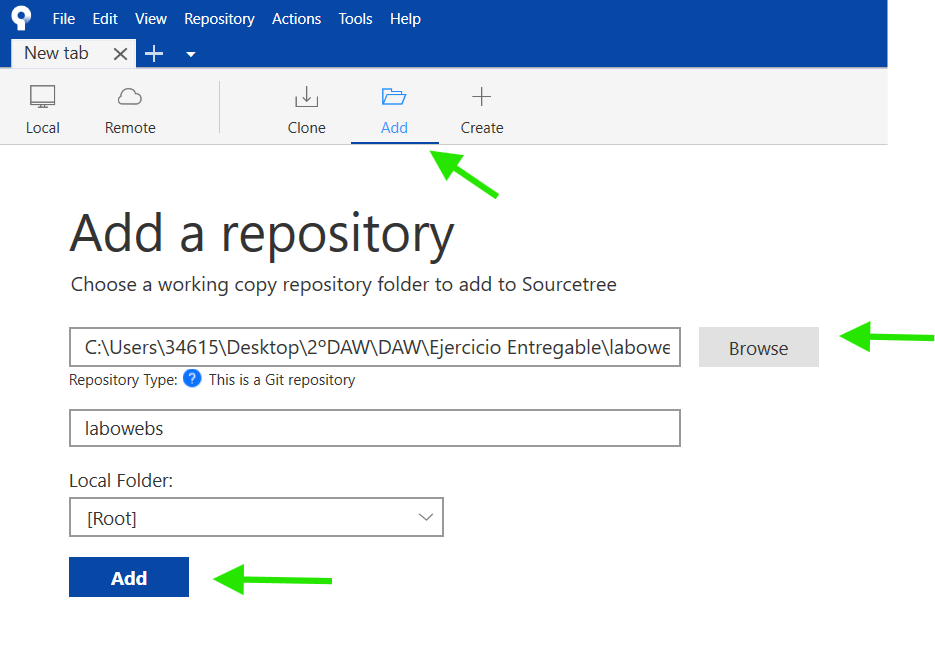 File Edit View Repository Actions Tools Help
New tab
Local Remote Clone Add Create
Add a repository
Choose a working copy repository folder to add to Sourcetree
C:\Users\34615\Desktop\2ºDAW\DAW\Ejercicio Entregable\labowe
Browse
Repository Type: ? This is a Git repository
labowebs
Local Folder:
[Root]
Add